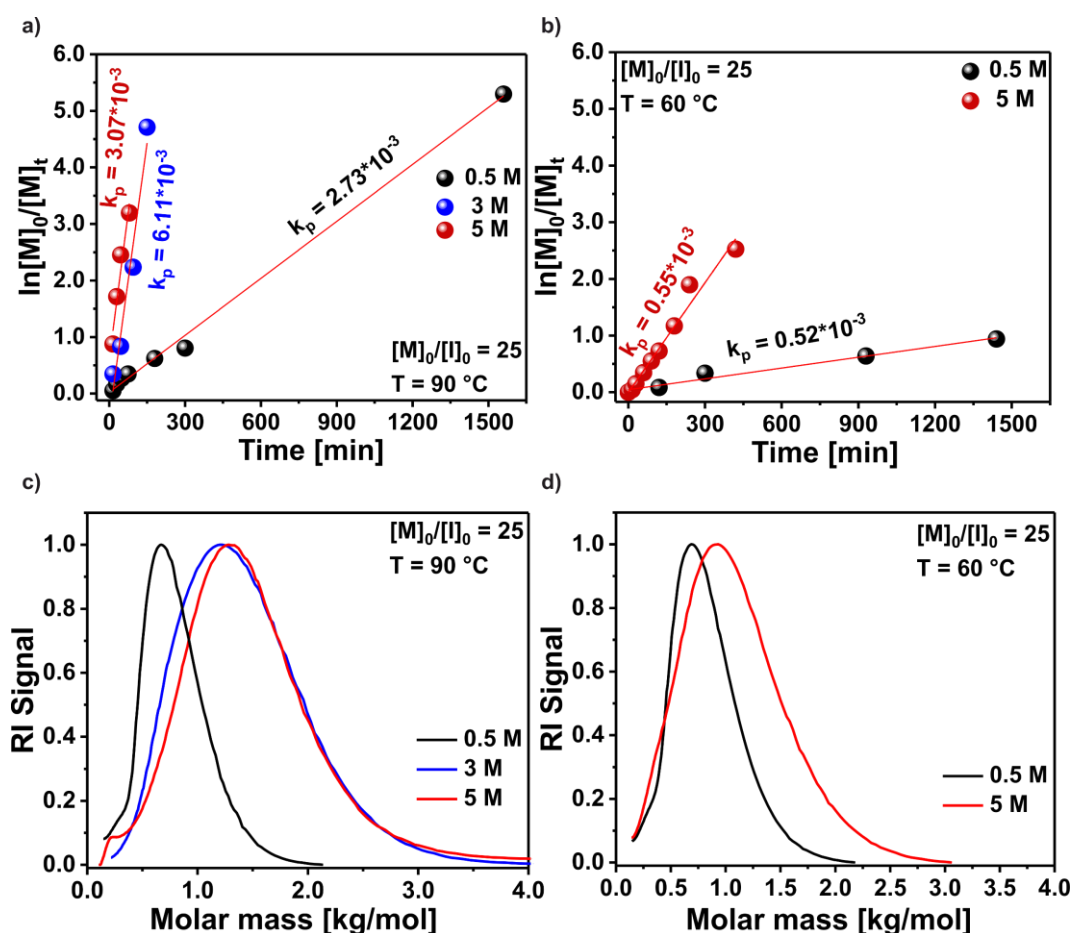 a)
6.0
5.0
4.0
3.0
2.0
1.0
0.0
ln[M]₀/[M]ₜ
kₚ = 3.07*10⁻³
kₚ = 6.11*10⁻³
kₚ = 2.73*10⁻³
0.5 M
3 M
5 M
[M]₀/[I]₀ = 25
T = 90 °C
0 300 600 900 1200 1500
Time [min]
b)
6.0
5.0
4.0
3.0
2.0
1.0
0.0
ln[M]₀/[M]ₜ
[M]₀/[I]₀ = 25
T = 60 °C
0.5 M
5 M
kₚ = 0.55*10⁻³
kₚ = 0.52*10⁻³
0 300 600 900 1200 1500
Time [min]
c)
1.0
0.8
0.6
0.4
0.2
0.0
RI Signal
[M]₀/[I]₀ = 25
T = 90 °C
0.5 M
3 M
5 M
0.0 1.0 2.0 3.0 4.0
Molar mass [kg/mol]
d)
1.0
0.8
0.6
0.4
0.2
0.0
RI Signal
[M]₀/[I]₀ = 25
T = 60 °C
0.5 M
5 M
0.0 0.5 1.0 1.5 2.0 2.5 3.0 3.5 4.0
Molar mass [kg/mol]